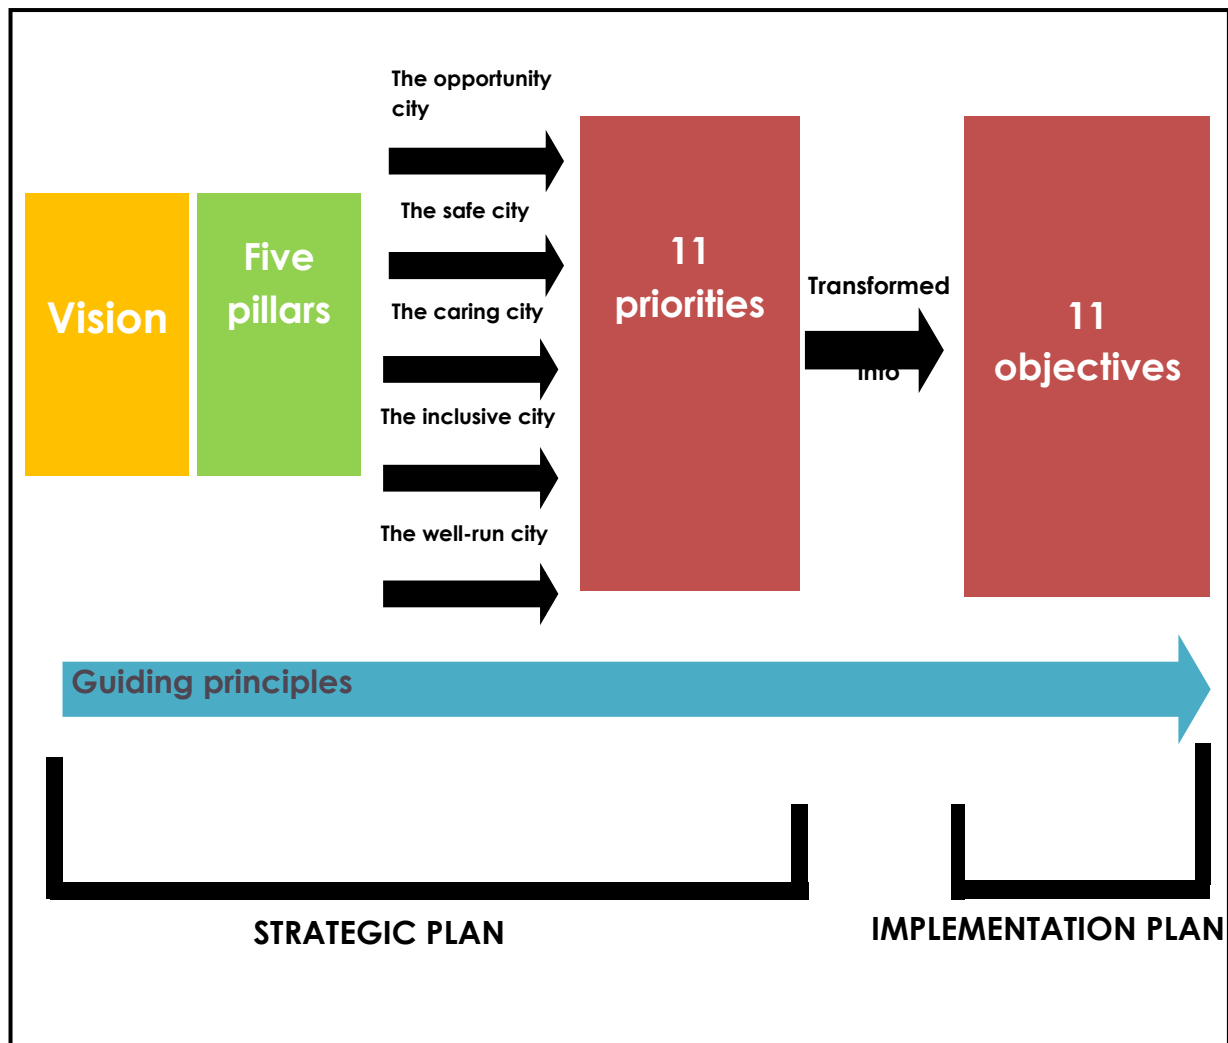 Vision
Five
pillars
The opportunity
city
The safe city
The caring city
The inclusive city
The well-run city
11
priorities
Transformed
into
11
objectives
Guiding principles
STRATEGIC PLAN
IMPLEMENTATION PLAN